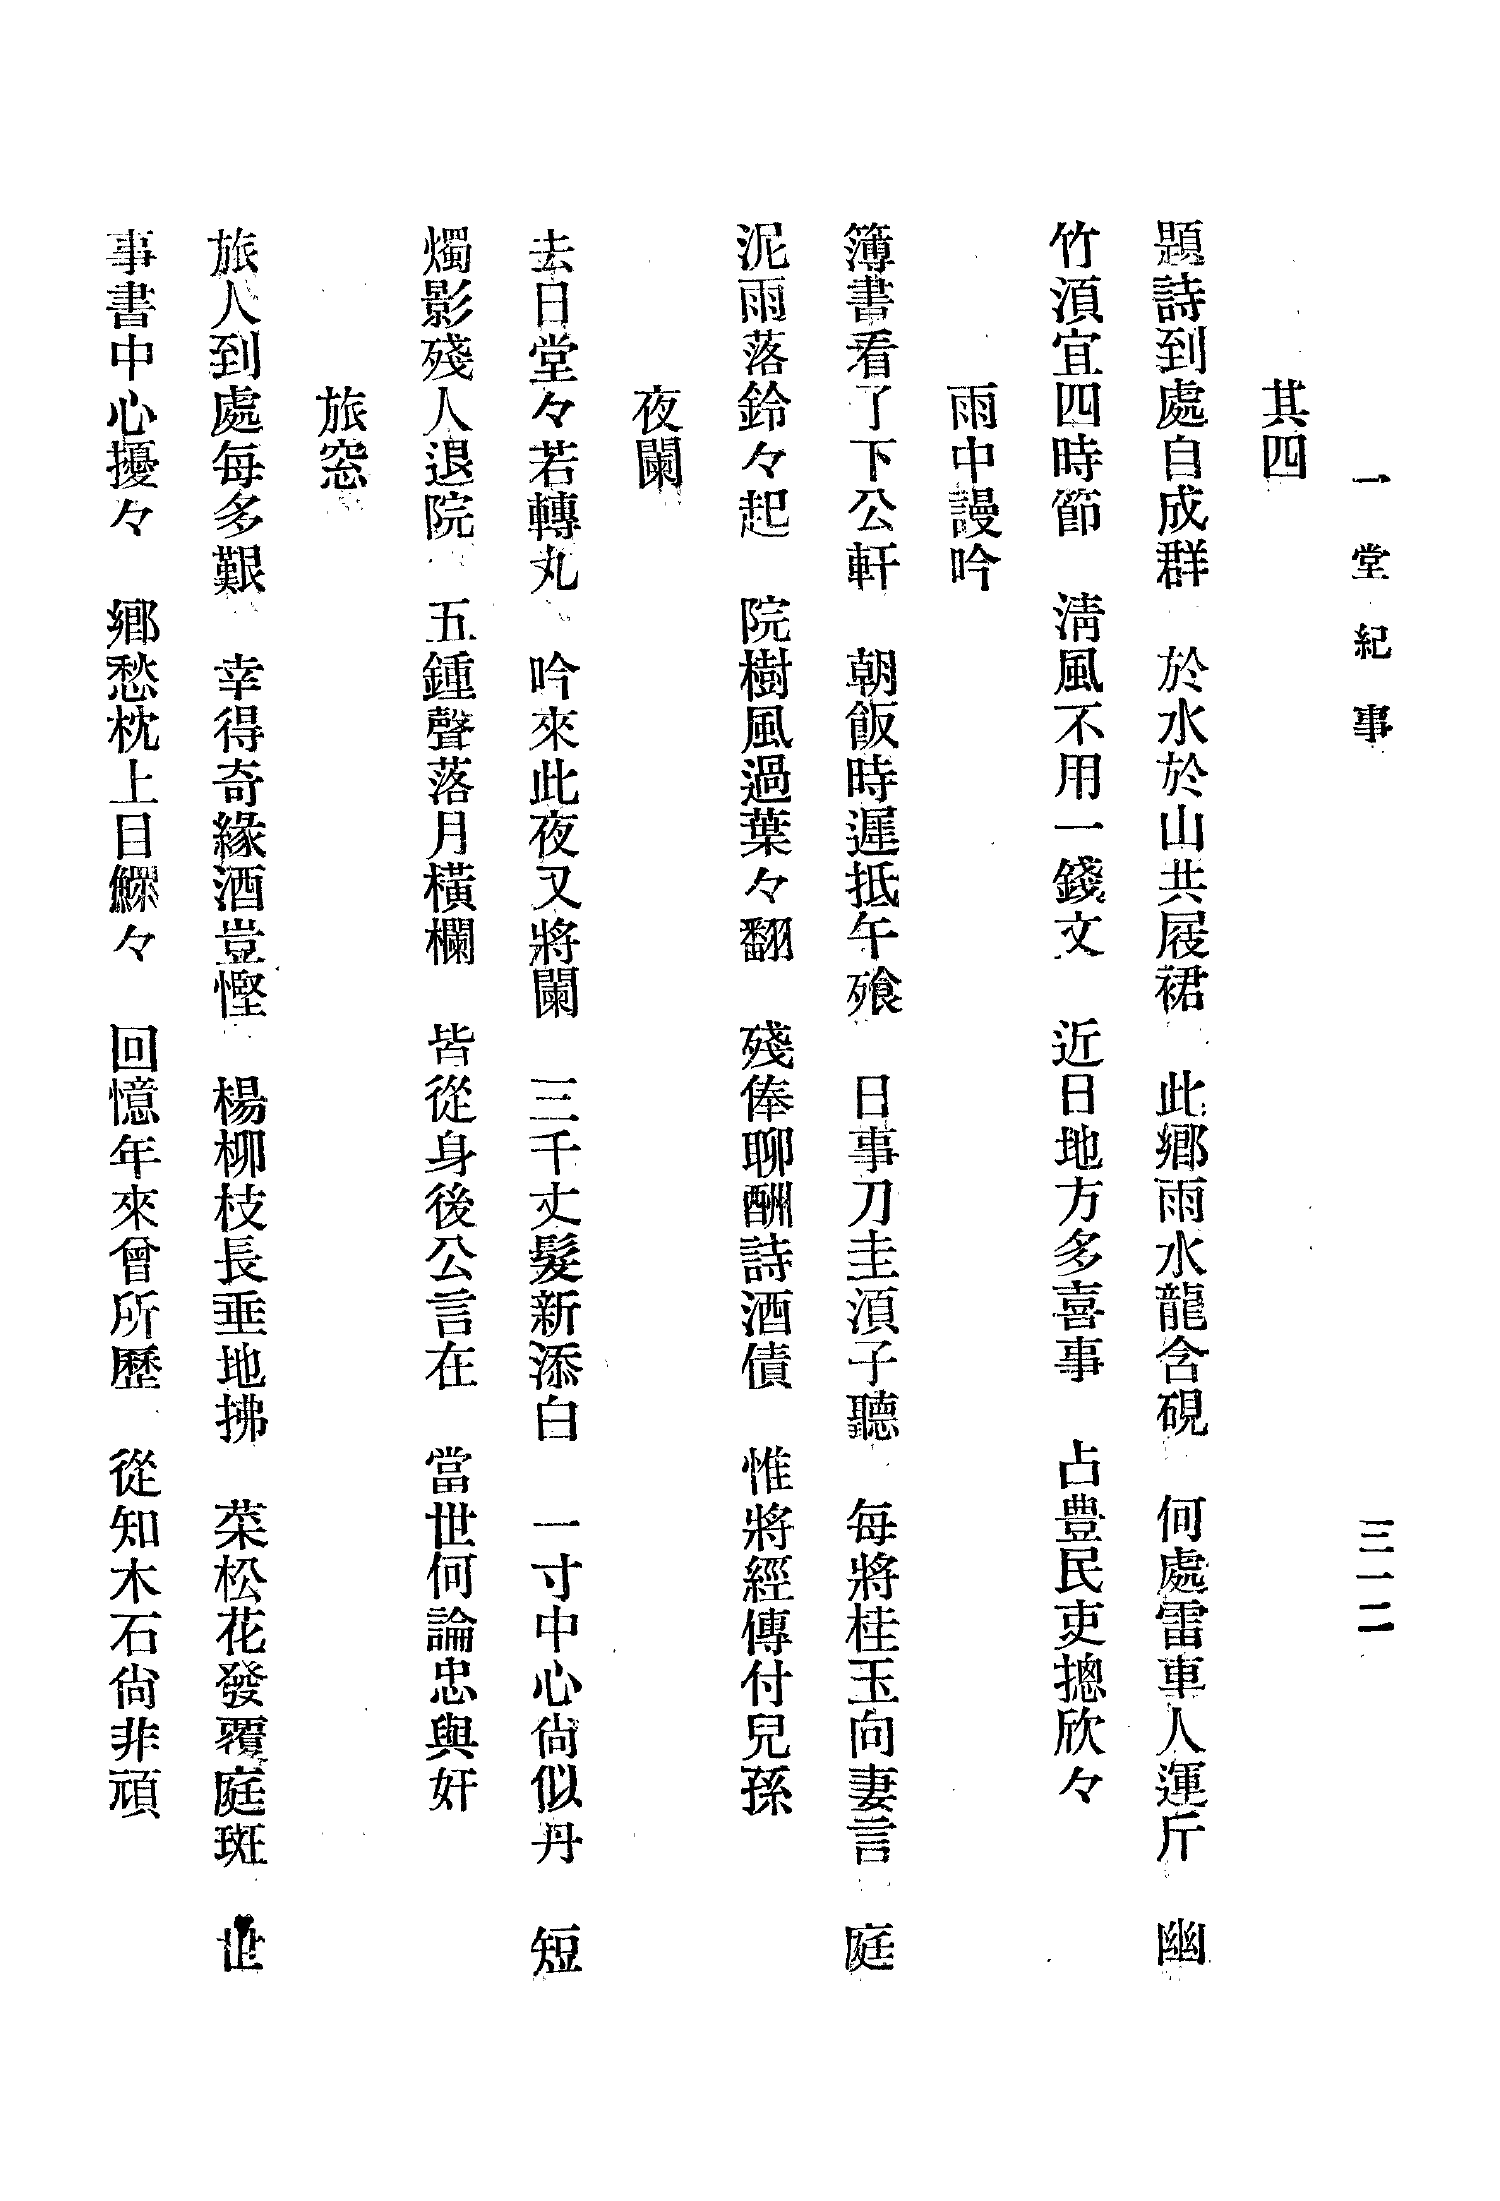 一堂紀事 三一二
其四
題詩到處自成群 於水於山共屐裙 此鄉雨水龍含硯 何處雷車人運斤 幽
竹湏宜四時節 淸風不用一錢文 近日地方多喜事 占豊民吏摠欣々
雨中謾吟
簿書看了下公軒 朝飯時遲抵午飱 日事刀圭湏子聽 每將桂玉向妻言 庭
泥雨落鈴々起 院樹風過葉々翻 殘俸聊酬詩酒債 惟將經傳付兒孫
夜闌
去日堂々若轉丸 吟來此夜又將闌 三千丈髮新添白 一寸中心尙似丹 短
燭影殘人退院 五鍾聲落月橫欄 皆從身後公言在 當世何論忠與奸
旅窓
旅人到處每多艱 幸得奇緣酒豈慳 楊柳枝長垂地拂 菜松花發覆庭斑 世
事書中心擾々 鄉愁枕上目鰥々 回憶年來曾所歷 從知木石尙非頑